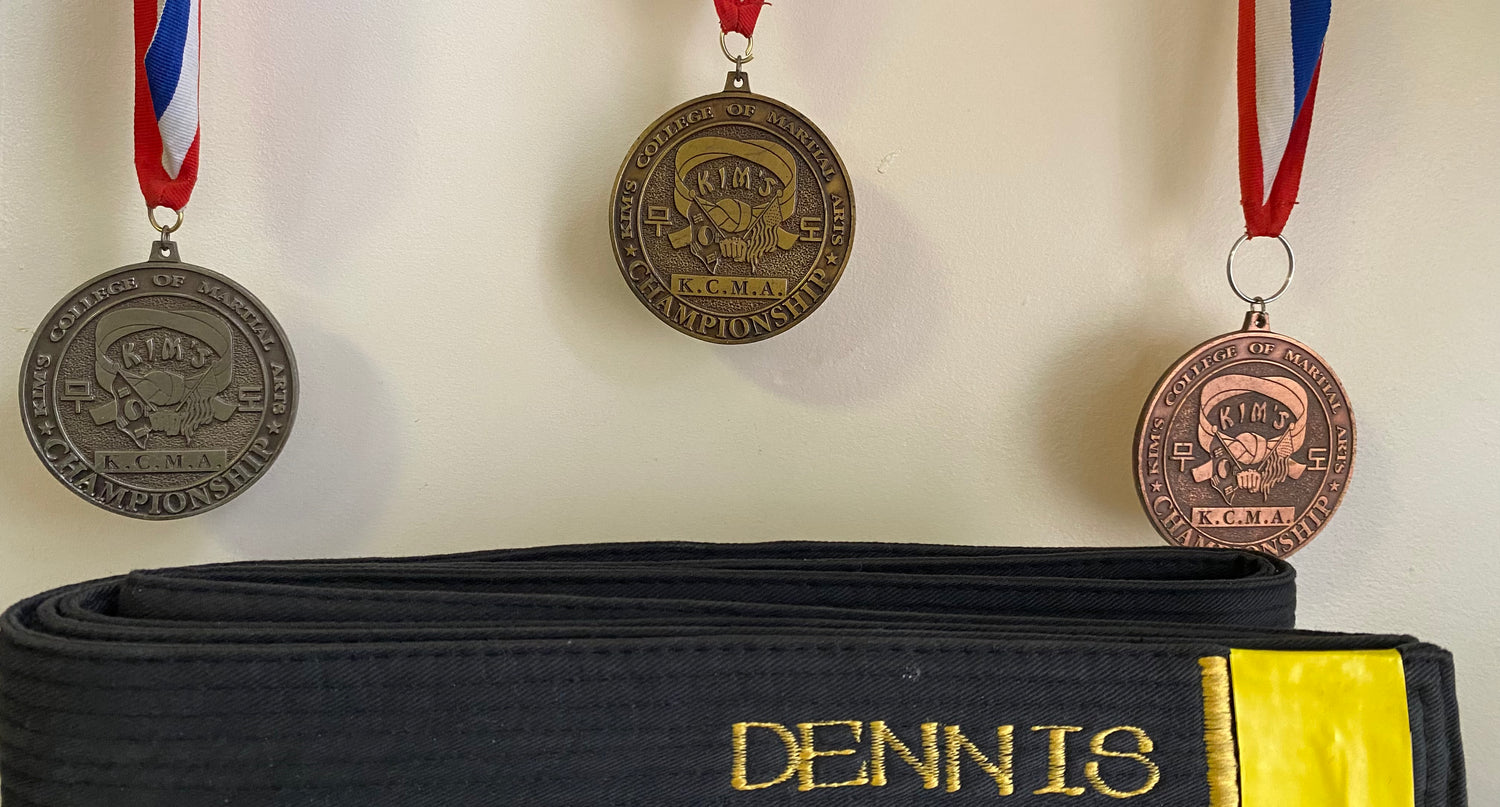 KIM'S COLLEGE OF MARTIAL ARTS
KIM'S
무 도
K.C.M.A.
★ CHAMPIONSHIP ★
KIM'S COLLEGE OF MARTIAL ARTS
KIM'S
무 도
K.C.M.A.
★ CHAMPIONSHIP ★
KIM'S COLLEGE OF MARTIAL ARTS
KIM'S
무 도
K.C.M.A.
★ CHAMPIONSHIP ★
DENNIS